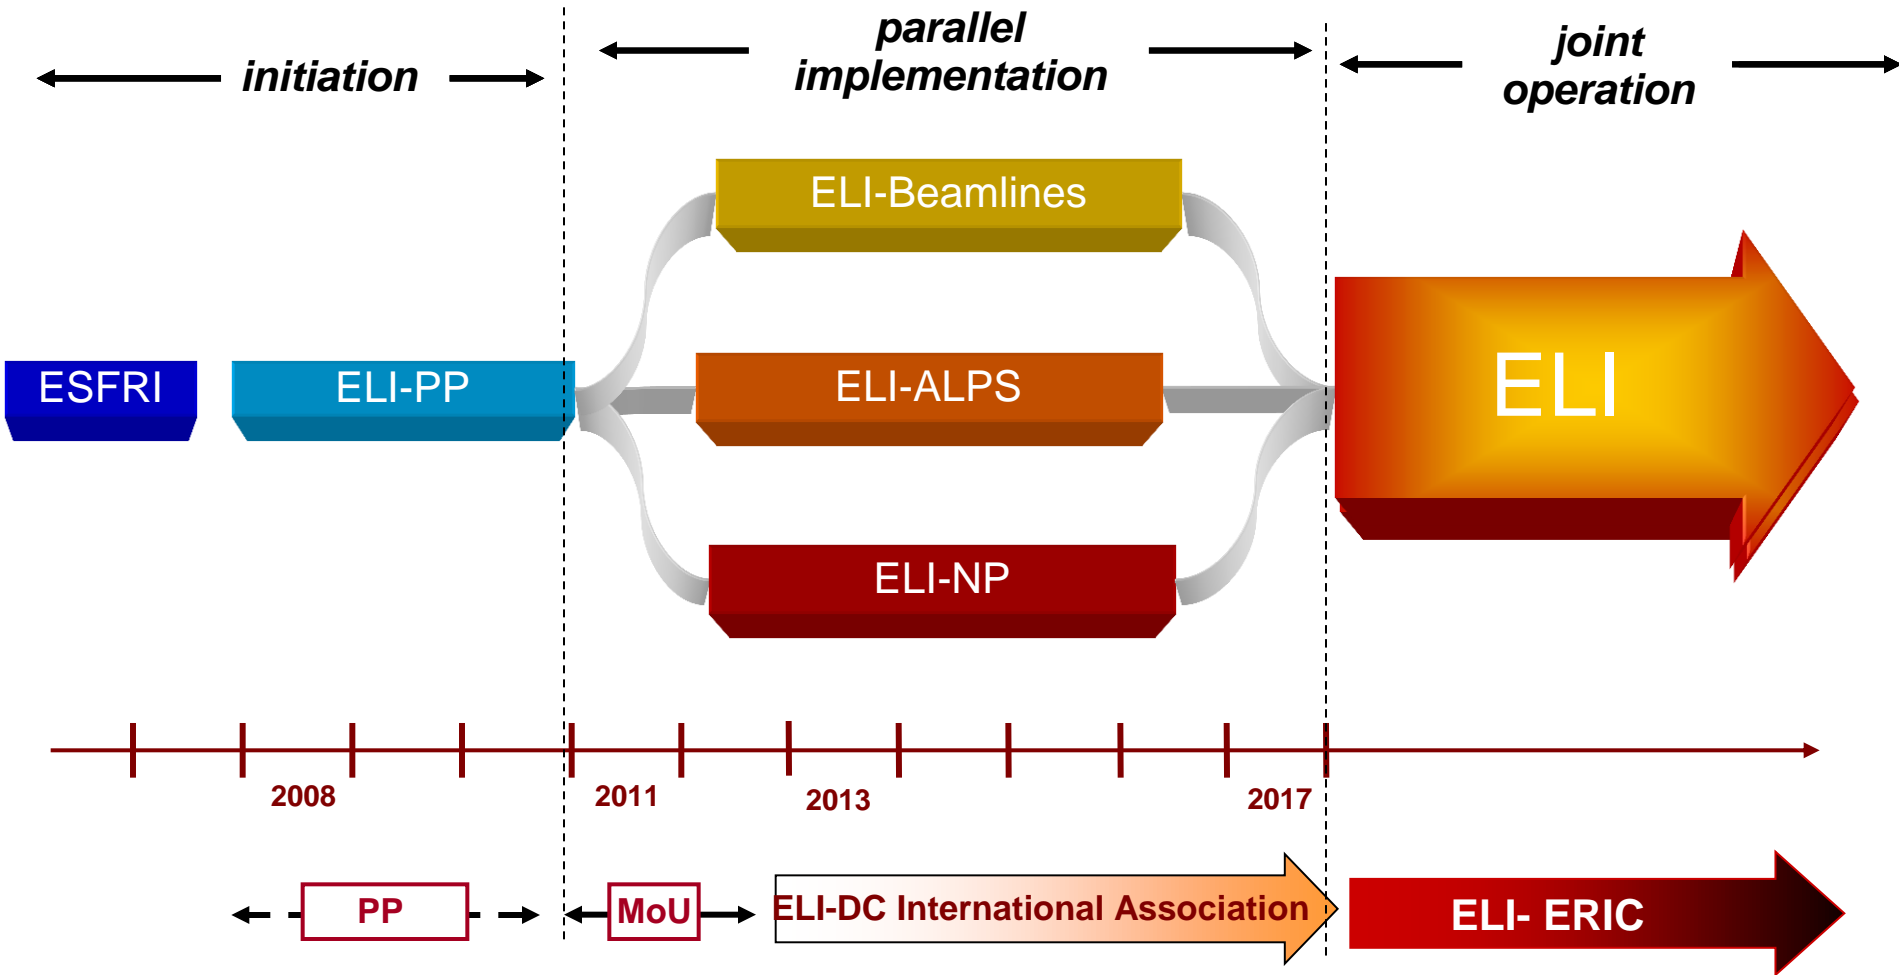 initiation
parallel
implementation
joint
operation
ELI-Beamlines
ESFRI
ELI-PP
ELI-ALPS
ELI
ELI-NP
2008
2011
2013
2017
PP
MoU
ELI-DC International Association
ELI- ERIC